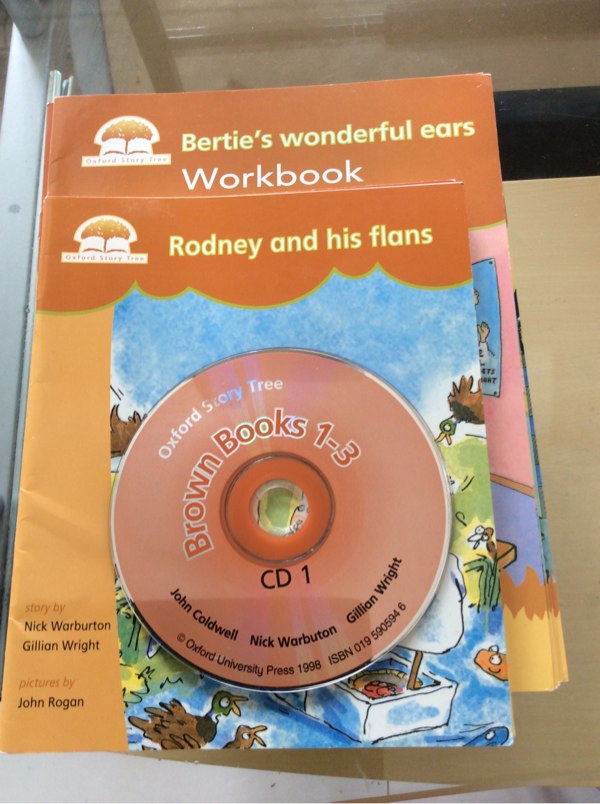 Oxford Story Tree
Bertie's wonderful ears
Workbook
Oxford Story Tree
Rodney and his flans
Oxford Story Tree
Brown Books 1-3
CD 1
John Coldwell Nick Warbuton Gillian Wright
© Oxford University Press 1998 ISBN 019 590594 6
story by
Nick Warburton
Gillian Wright
pictures by
John Rogan